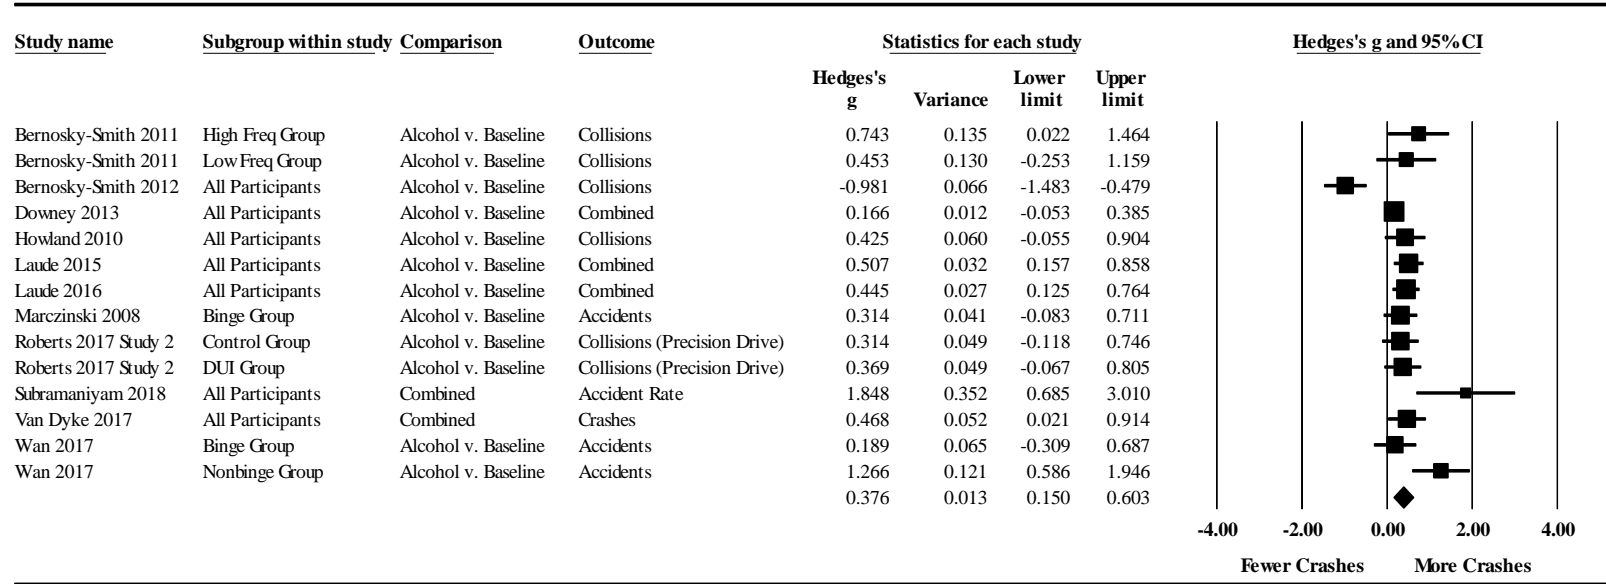 Study name Subgroup within study Comparison Outcome Statistics for each study Hedges's g and 95% CI
Hedges's Lower Upper
g Variance limit limit
Bernosky-Smith 2011 High Freq Group Alcohol v. Baseline Collisions 0.743 0.135 0.022 1.464
Bernosky-Smith 2011 Low Freq Group Alcohol v. Baseline Collisions 0.453 0.130 -0.253 1.159
Bernosky-Smith 2012 All Participants Alcohol v. Baseline Collisions -0.981 0.066 -1.483 -0.479
Downey 2013 All Participants Alcohol v. Baseline Combined 0.166 0.012 -0.053 0.385
Howland 2010 All Participants Alcohol v. Baseline Collisions 0.425 0.060 -0.055 0.904
Laude 2015 All Participants Alcohol v. Baseline Combined 0.507 0.032 0.157 0.858
Laude 2016 All Participants Alcohol v. Baseline Combined 0.445 0.027 0.125 0.764
Marczinski 2008 Binge Group Alcohol v. Baseline Accidents 0.314 0.041 -0.083 0.711
Roberts 2017 Study 2 Control Group Alcohol v. Baseline Collisions (Precision Drive) 0.314 0.049 -0.118 0.746
Roberts 2017 Study 2 DUI Group Alcohol v. Baseline Collisions (Precision Drive) 0.369 0.049 -0.067 0.805
Subramaniyam 2018 All Participants Combined Accident Rate 1.848 0.352 0.685 3.010
Van Dyke 2017 All Participants Combined Crashes 0.468 0.052 0.021 0.914
Wan 2017 Binge Group Alcohol v. Baseline Accidents 0.189 0.065 -0.309 0.687
Wan 2017 Nonbinge Group Alcohol v. Baseline Accidents 1.266 0.121 0.586 1.946
0.376 0.013 0.150 0.603
-4.00 -2.00 0.00 2.00 4.00
Fewer Crashes More Crashes